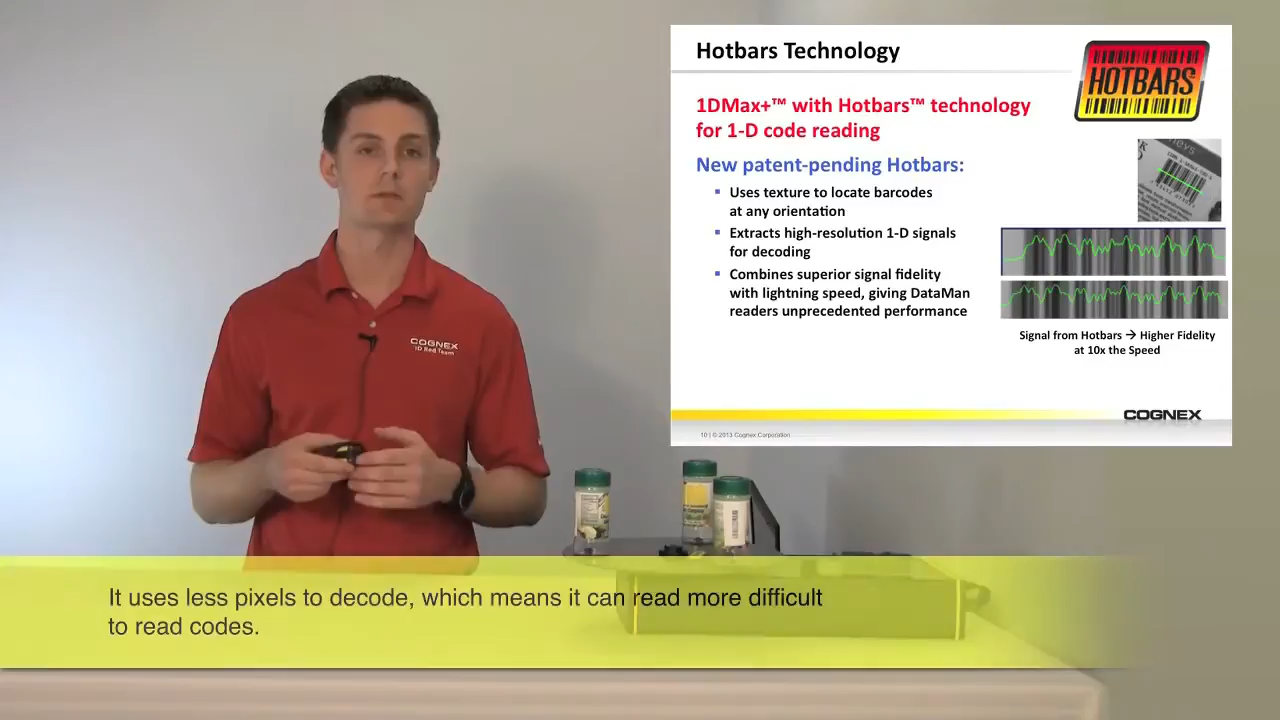 Hotbars Technology
HOTBARS
1DMax+™ with Hotbars™ technology
for 1-D code reading
New patent-pending Hotbars:
▪ Uses texture to locate barcodes
at any orientation
▪ Extracts high-resolution 1-D signals
for decoding
▪ Combines superior signal fidelity
with lightning speed, giving DataMan
readers unprecedented performance
Signal from Hotbars → Higher Fidelity
at 10x the Speed
COGNEX
10 | © 2013 Cognex Corporation
COGNEX
ID Red Team
It uses less pixels to decode, which means it can read more difficult
to read codes.